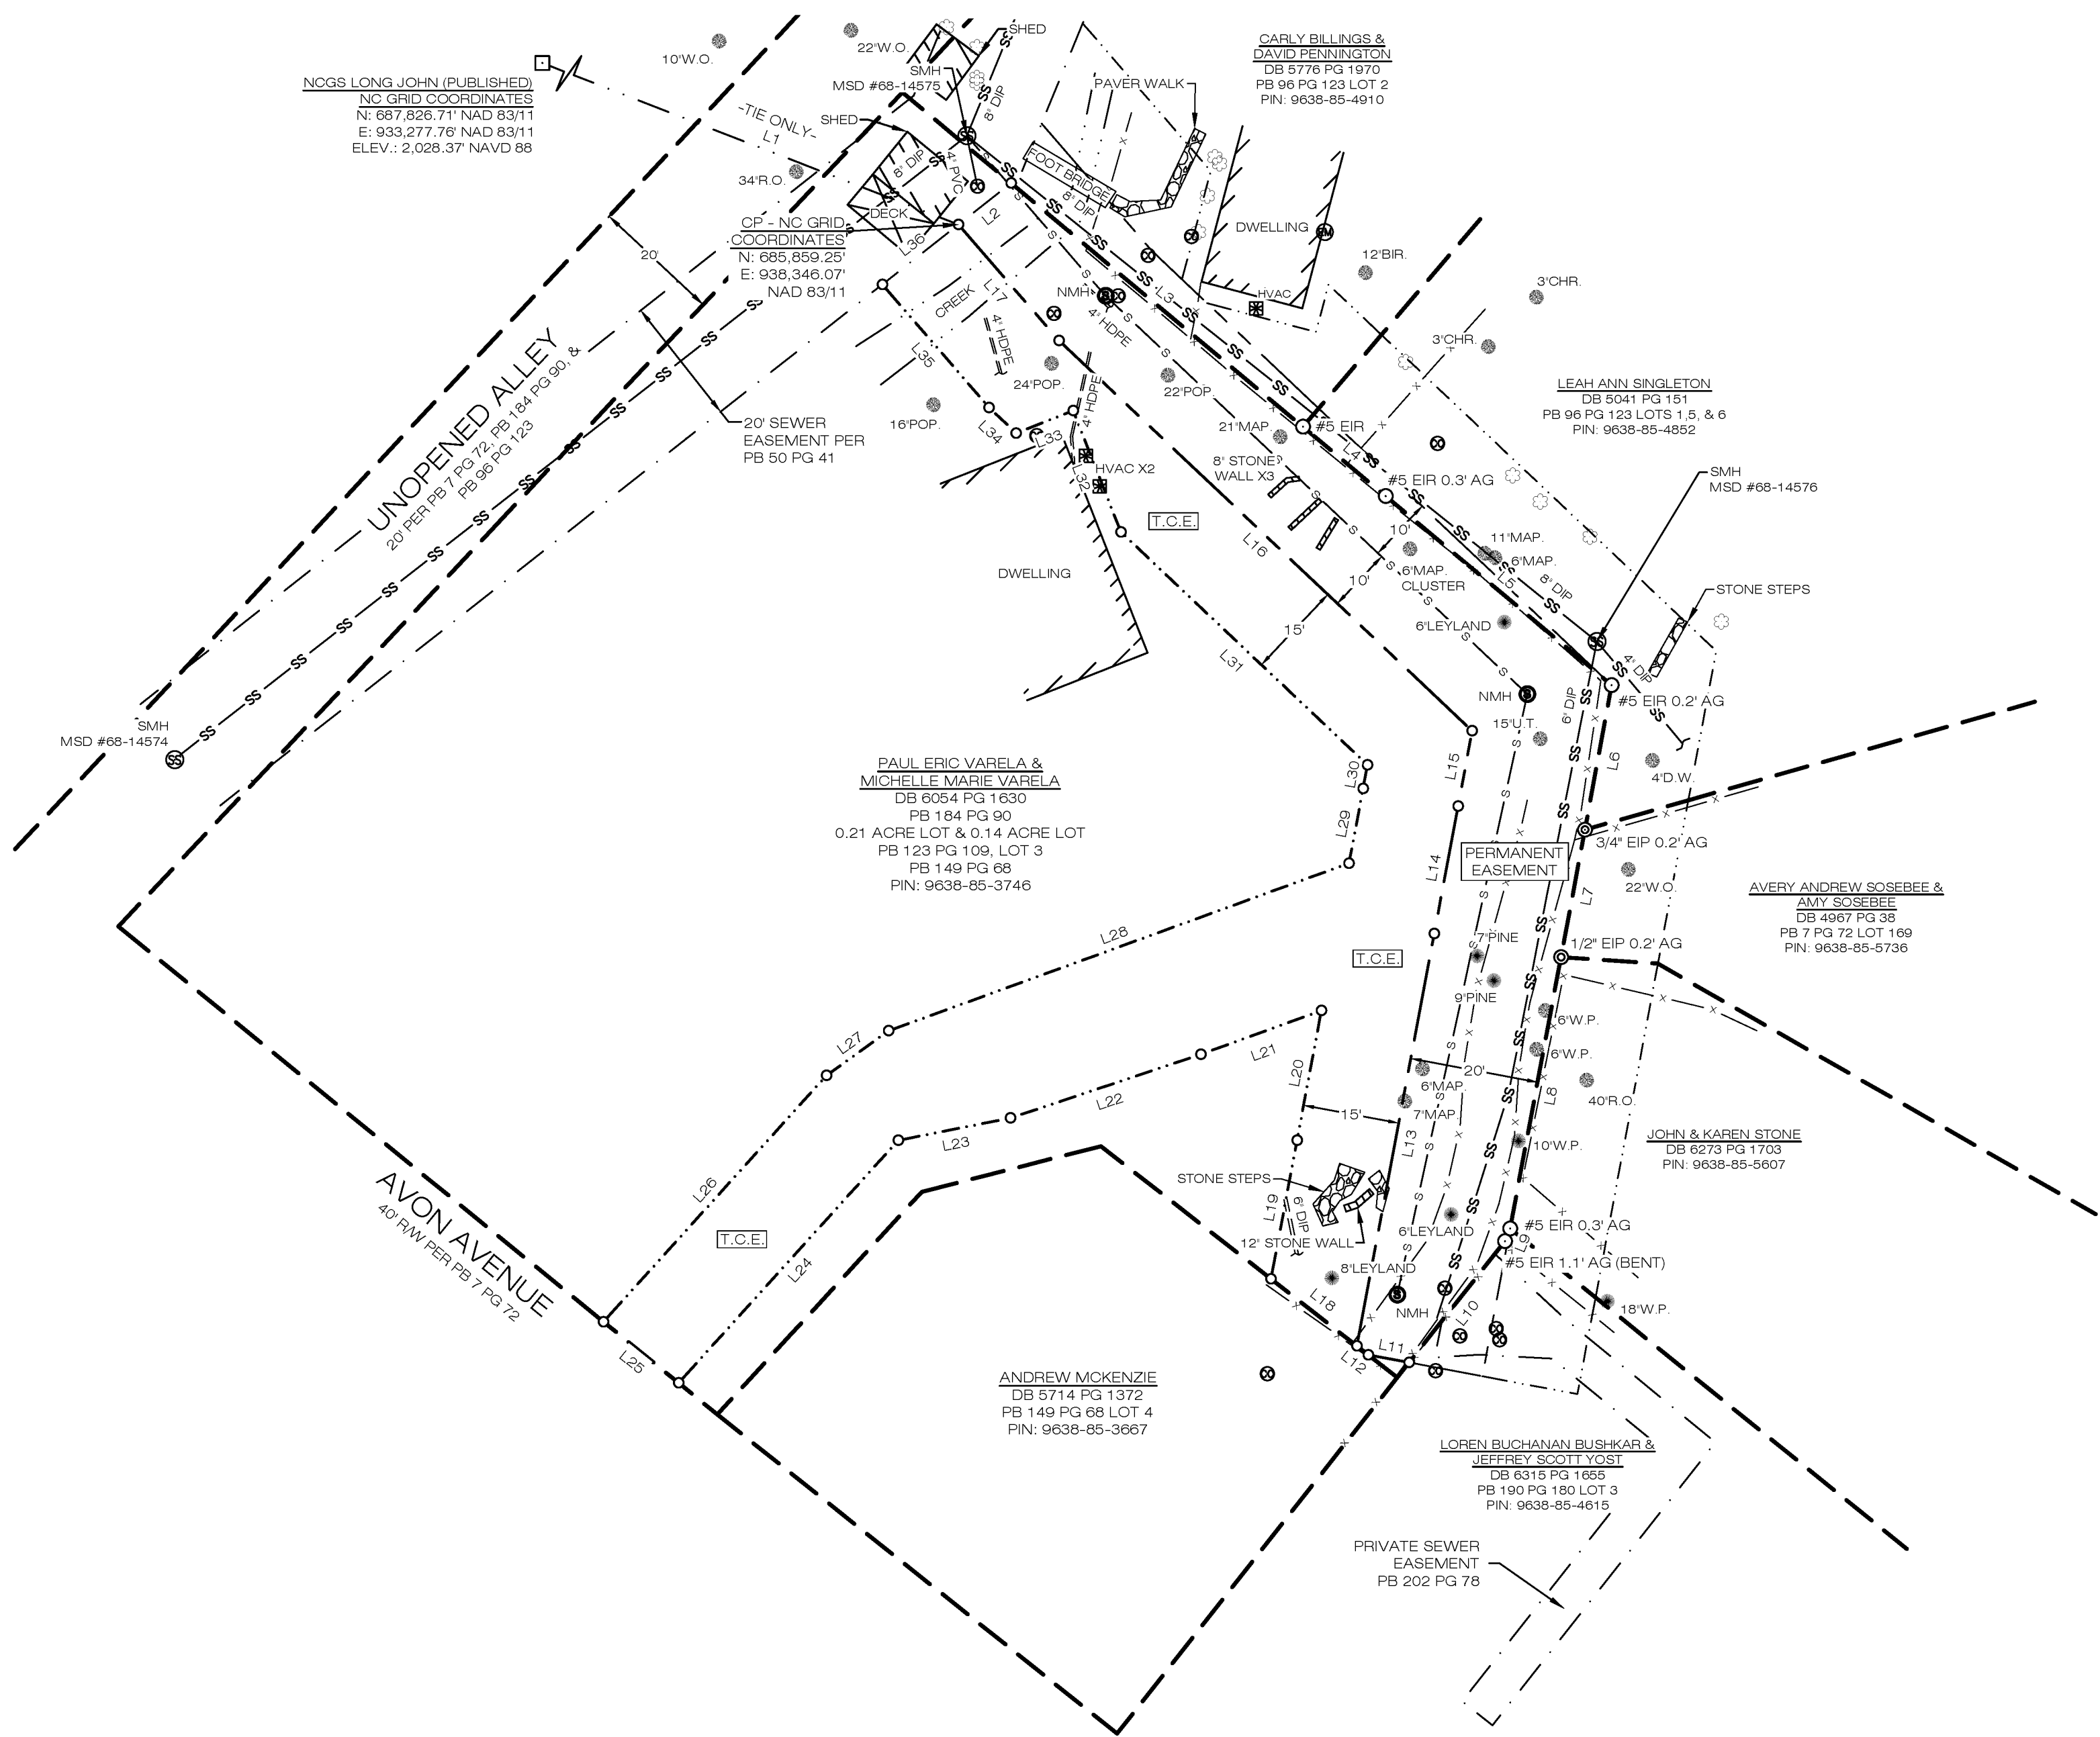 10"W.O.
22"W.O.
SHED
SMH
MSD #68-14575
8" DIP
SHED
NCGS LONG JOHN (PUBLISHED)
NC GRID COORDINATES
N: 687,826.71' NAD 83/11
E: 933,277.76' NAD 83/11
ELEV.: 2,028.37' NAVD 88
-TIE ONLY-
L1
34"R.O.
8" DIP
4" PVC
DECK
CP - NC GRID
COORDINATES
N: 685,859.25'
E: 938,346.07'
NAD 83/11
FOOT BRIDGE
8" DIP
PAVER WALK
CARLY BILLINGS &
DAVID PENNINGTON
DB 5776 PG 1970
PB 96 PG 123 LOT 2
PIN: 9638-85-4910
DWELLING
12"BIR.
HVAC
3"CHR.
3"CHR.
L2
L36
L17
L3
CREEK
4" HDPE
NMH
4" HDPE
20'
L35
24"POP.
22"POP.
4" HDPE
16"POP.
L34
L33
L32
HVAC X2
20' SEWER
EASEMENT PER
PB 50 PG 41
UNOPENED ALLEY
20' PER PB 7 PG 72, PB 184 PG 90, &
PB 96 PG 123
21"MAP.
#5 EIR
L4
8" STONE
WALL X3
#5 EIR 0.3' AG
LEAH ANN SINGLETON
DB 5041 PG 151
PB 96 PG 123 LOTS 1,5, & 6
PIN: 9638-85-4852
SMH
MSD #68-14576
T.C.E.
L16
10'
10'
15'
L31
11"MAP.
6"MAP.
L5
8" DIP
6"MAP.
CLUSTER
6"LEYLAND
STONE STEPS
DWELLING
4" DIP
6" DIP
NMH
#5 EIR 0.2' AG
15"U.T.
SMH
MSD #68-14574
L6
4"D.W.
L15
L30
L29
L14
3/4" EIP 0.2' AG
PERMANENT
EASEMENT
22"W.O.
L7
PAUL ERIC VARELA &
MICHELLE MARIE VARELA
DB 6054 PG 1630
PB 184 PG 90
0.21 ACRE LOT & 0.14 ACRE LOT
PB 123 PG 109, LOT 3
PB 149 PG 68
PIN: 9638-85-3746
AVERY ANDREW SOSEBEE &
AMY SOSEBEE
DB 4967 PG 38
PB 7 PG 72 LOT 169
PIN: 9638-85-5736
L28
7"PINE
1/2" EIP 0.2' AG
T.C.E.
9"PINE
6"W.P.
6"W.P.
L27
L21
L20
L22
L23
20'
6"MAP.
7"MAP.
15'
L13
L8
40"R.O.
10"W.P.
JOHN & KAREN STONE
DB 6273 PG 1703
PIN: 9638-85-5607
STONE STEPS
L19
6" DIP
12" STONE WALL
6"LEYLAND
#5 EIR 0.3' AG
L9
#5 EIR 1.1' AG (BENT)
8"LEYLAND
NMH
L10
18"W.P.
L18
L11
L12
L26
T.C.E.
L24
L25
AVON AVENUE
40' R/W PER PB 7 PG 72
ANDREW MCKENZIE
DB 5714 PG 1372
PB 149 PG 68 LOT 4
PIN: 9638-85-3667
LOREN BUCHANAN BUSHKAR &
JEFFREY SCOTT YOST
DB 6315 PG 1655
PB 190 PG 180 LOT 3
PIN: 9638-85-4615
PRIVATE SEWER
EASEMENT
PB 202 PG 78